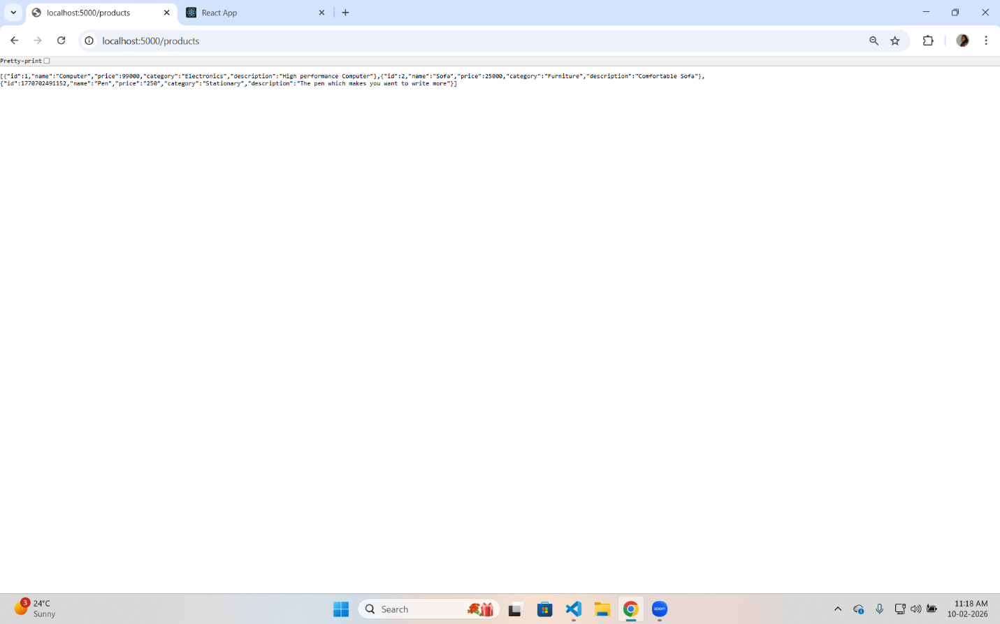 localhost:5000/products
React App
localhost:5000/products
Pretty-print
[{"id":1,"name":"Computer","price":99000,"category":"Electronics","description":"High performance Computer"},{"id":2,"name":"Sofa","price":25000,"category":"Furniture","description":"Comfortable Sofa"},
{"id":1770702491152,"name":"Pen","price":"250","category":"Stationary","description":"The pen which makes you want to write more"}]
3
24°C
Sunny
Search
zoom
11:18 AM
10-02-2026